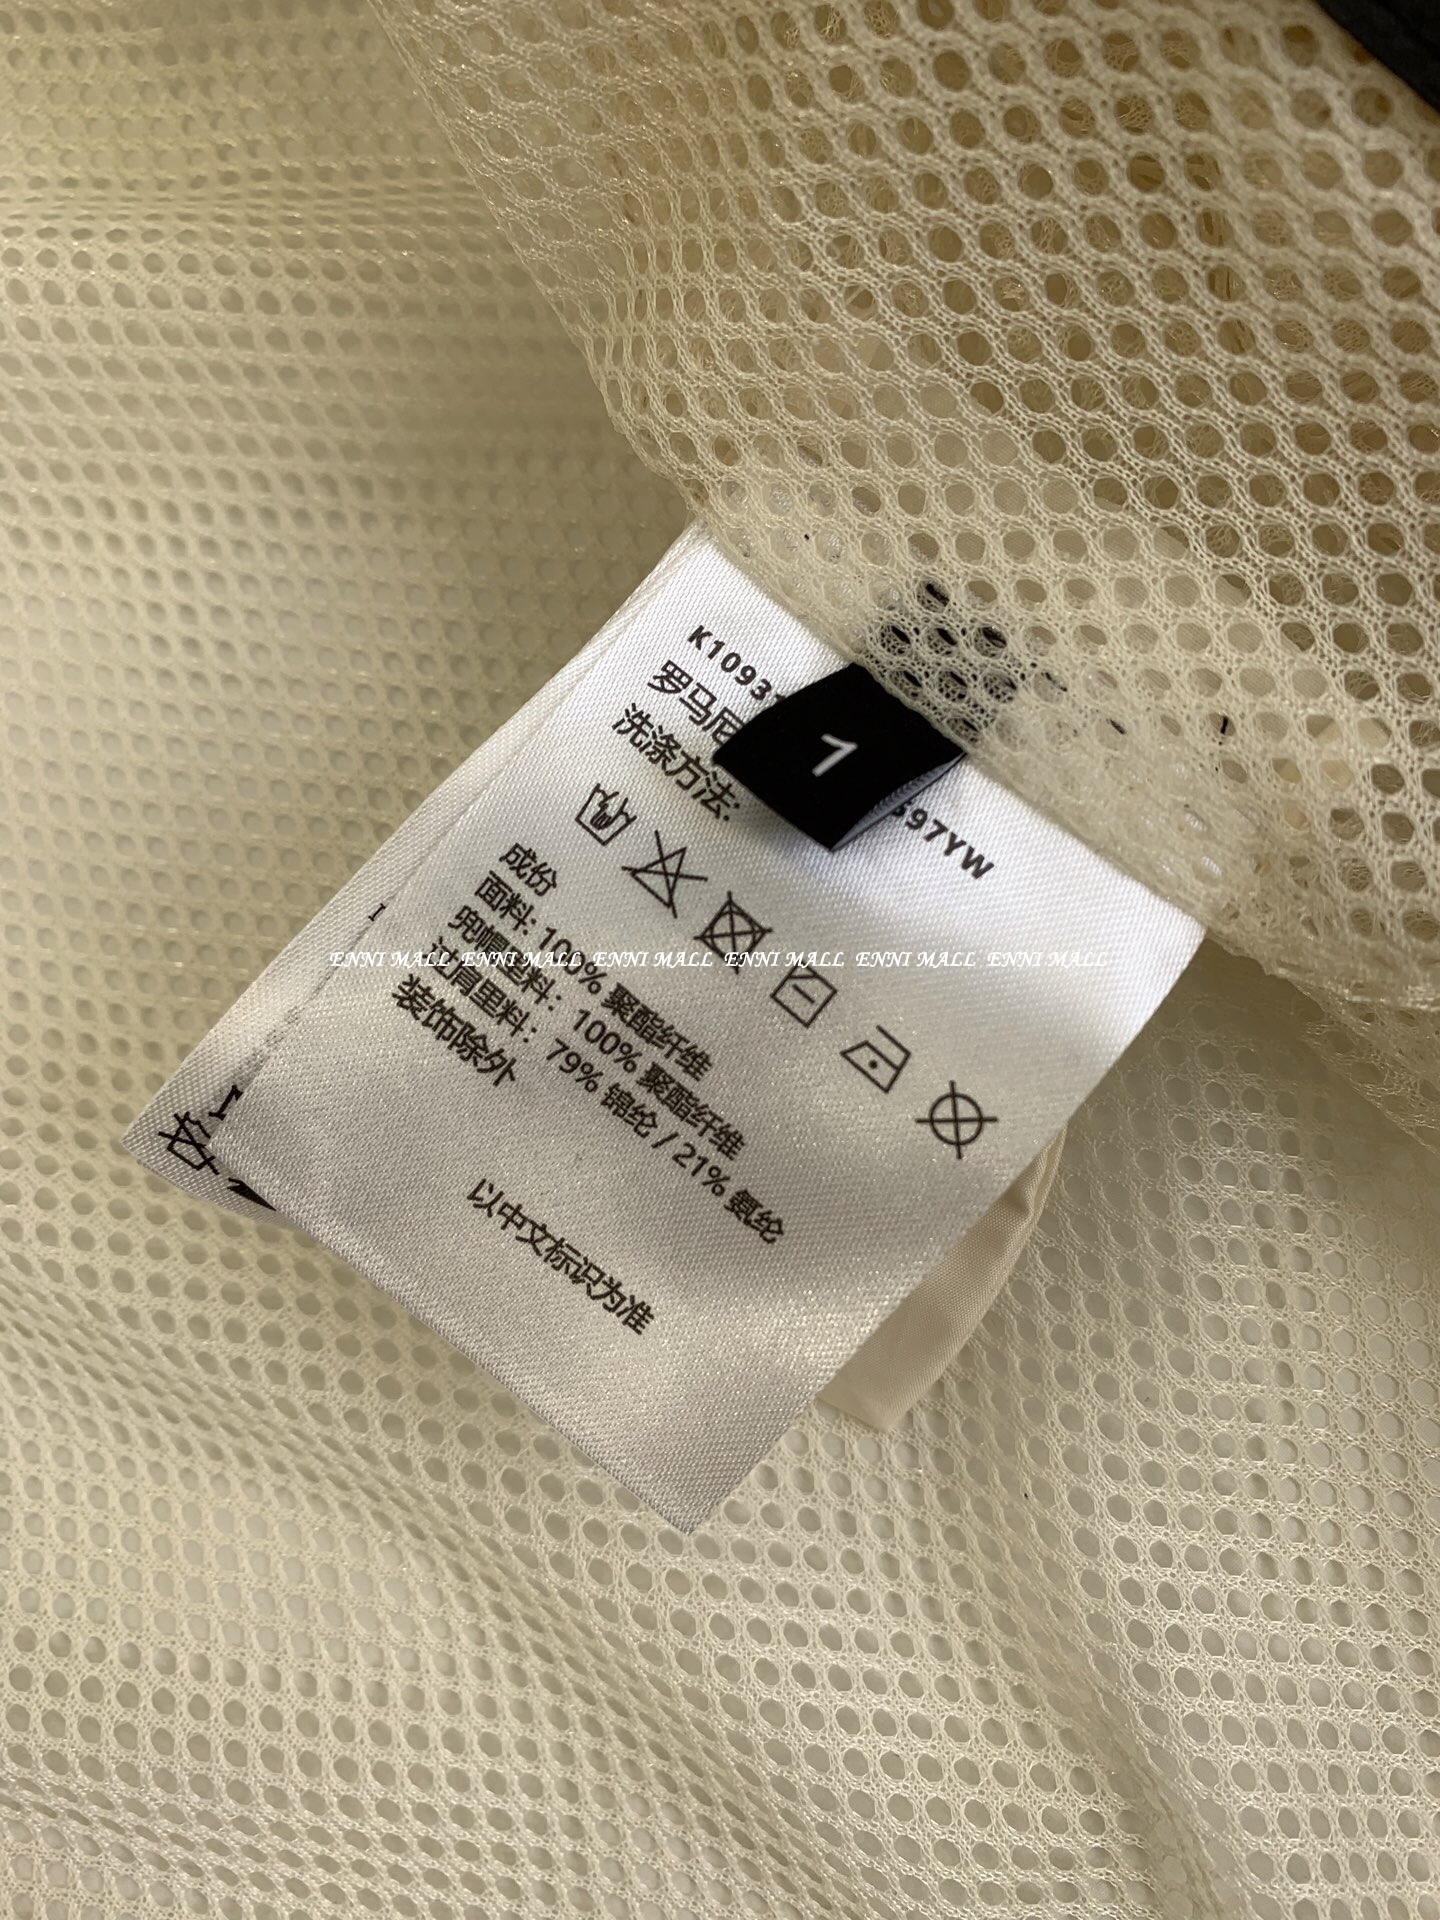 K1093
罗马尼
洗涤方法:
1
597YW
成份
面料: 100% 聚酯纤维
兜帽里料: 100% 聚酯纤维
过肩里料: 79% 锦纶 / 21% 氨纶
装饰除外
以中文标识为准
ENNI MALL ENNI MALL ENNI MALL ENNI MALL ENNI MALL ENNI MALL